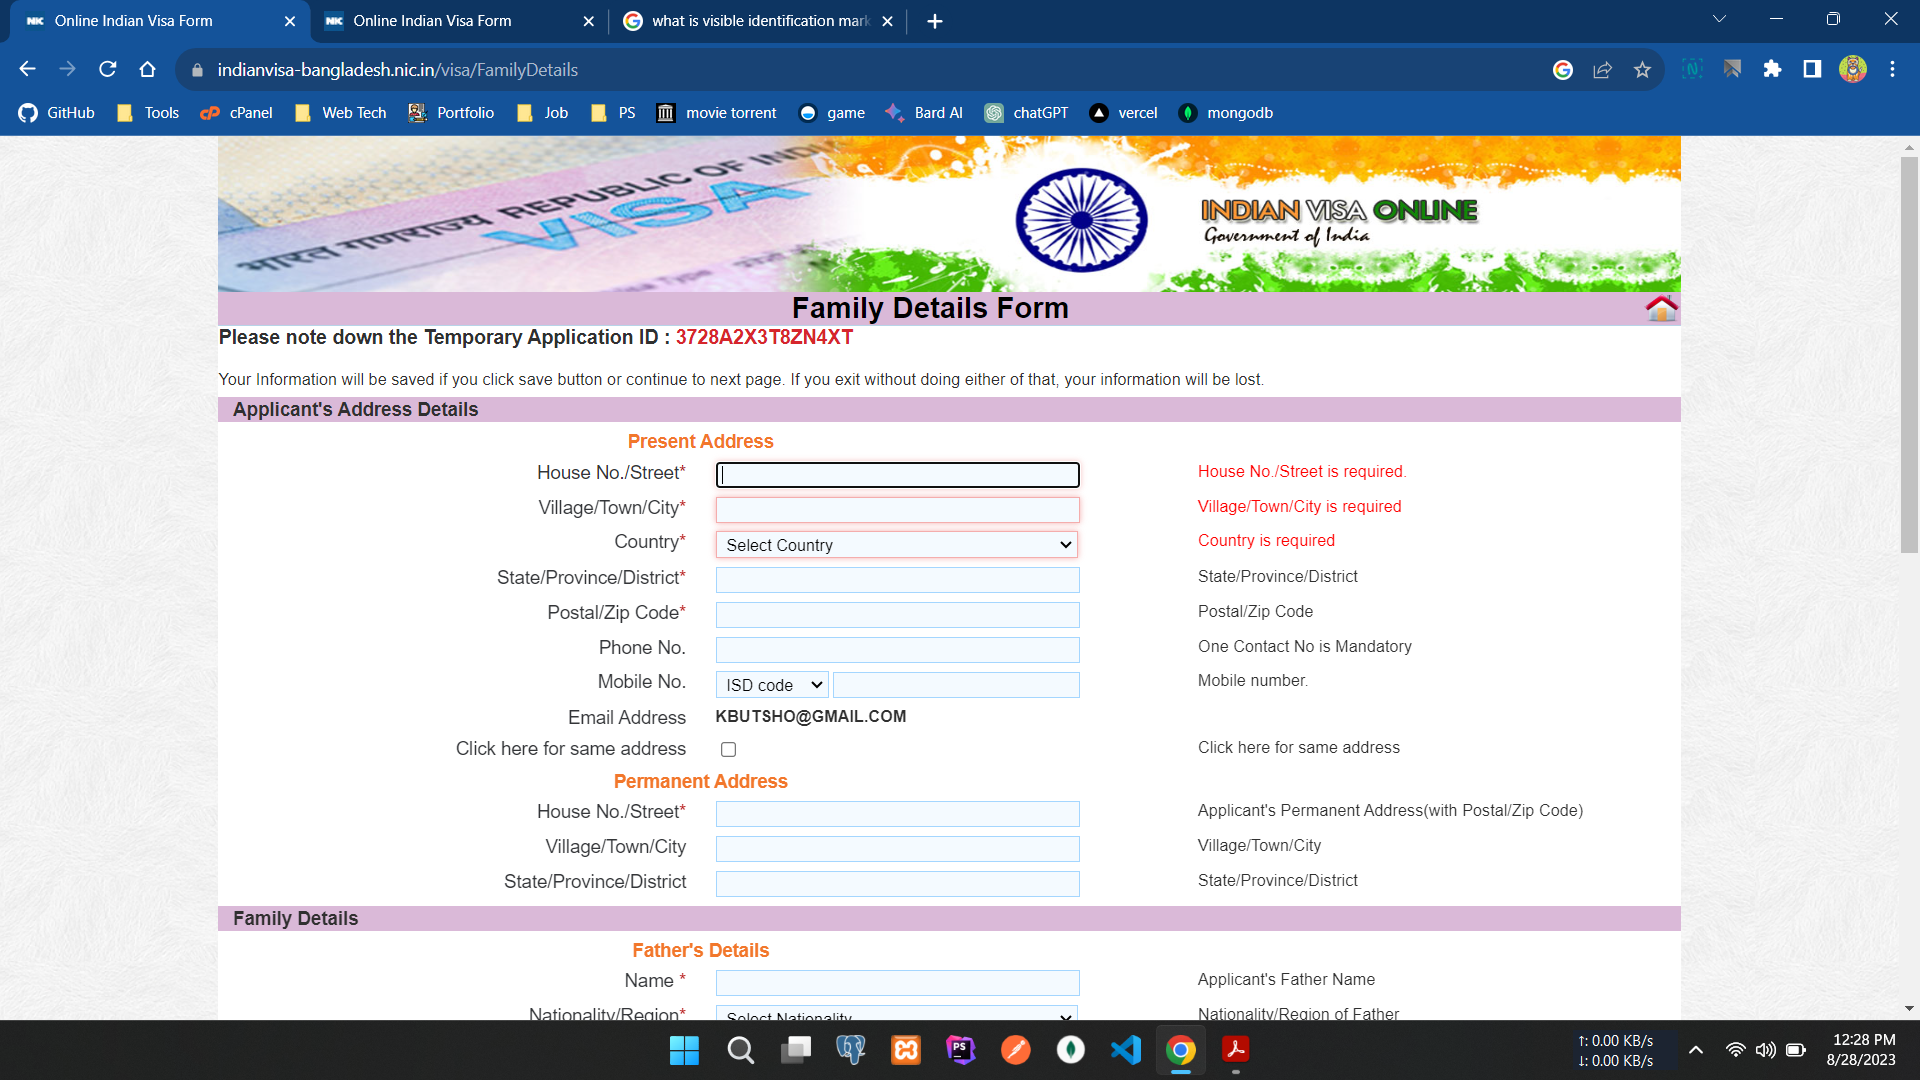 Online Indian Visa Form
Online Indian Visa Form
what is visible identification mark
indianvisa-bangladesh.nic.in/visa/FamilyDetails
GitHub Tools cPanel Web Tech Portfolio Job PS movie torrent game Bard AI chatGPT vercel mongodb
भारत गणराज्य REPUBLIC OF INDIA
VISA
INDIAN VISA ONLINE
Government of India
Family Details Form
Please note down the Temporary Application ID : 3728A2X3T8ZN4XT
Your Information will be saved if you click save button or continue to next page. If you exit without doing either of that, your information will be lost.
Applicant's Address Details
Present Address
House No./Street* House No./Street is required.
Village/Town/City* Village/Town/City is required
Country* Select Country Country is required
State/Province/District* State/Province/District
Postal/Zip Code* Postal/Zip Code
Phone No. One Contact No is Mandatory
Mobile No. ISD code Mobile number.
Email Address KBUTSHO@GMAIL.COM
Click here for same address Click here for same address
Permanent Address
House No./Street* Applicant's Permanent Address(with Postal/Zip Code)
Village/Town/City Village/Town/City
State/Province/District State/Province/District
Family Details
Father's Details
Name * Applicant's Father Name
Nationality/Region* Select Nationality Nationality/Region of Father
↑: 0.00 KB/s
↓: 0.00 KB/s
12:28 PM
8/28/2023